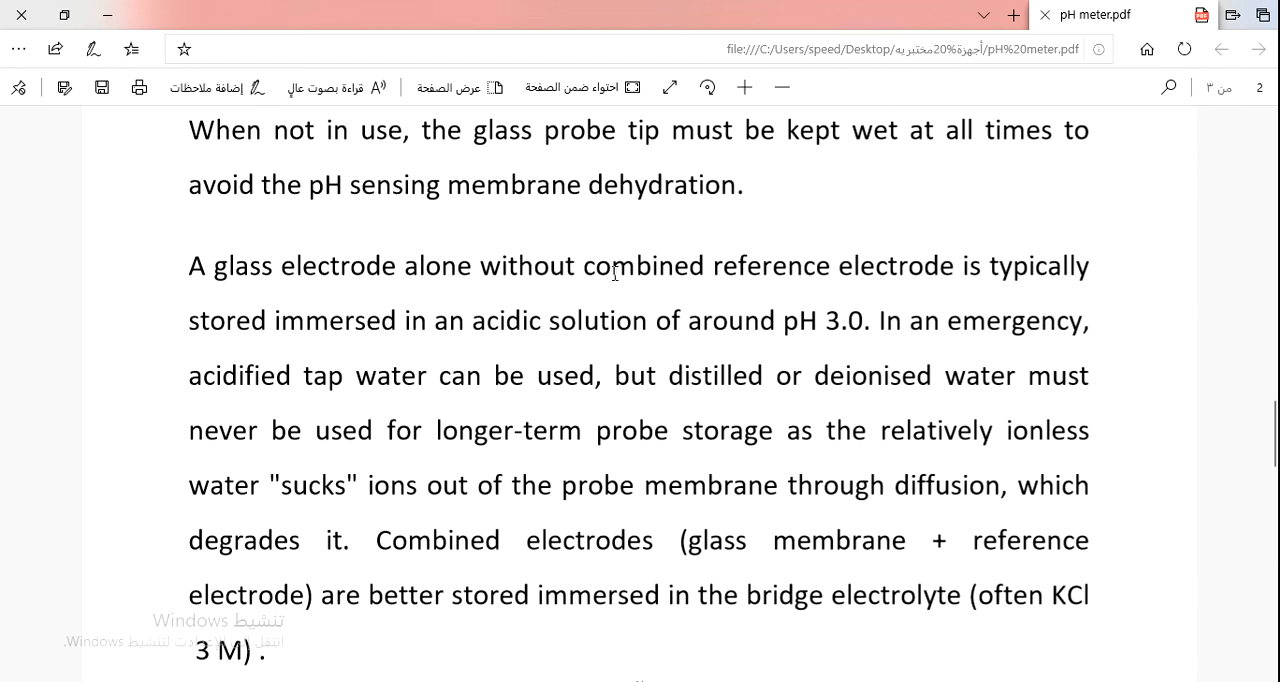 pH meter.pdf
file:///C:/Users/speed/Desktop/أجهزة%20مختبريه/pH%20meter.pdf
إضافة ملاحظات
قراءة بصوت عالٍ
عرض الصفحة
احتواء ضمن الصفحة
من ٣
2
When not in use, the glass probe tip must be kept wet at all times to
avoid the pH sensing membrane dehydration.
A glass electrode alone without combined reference electrode is typically
stored immersed in an acidic solution of around pH 3.0. In an emergency,
acidified tap water can be used, but distilled or deionised water must
never be used for longer-term probe storage as the relatively ionless
water "sucks" ions out of the probe membrane through diffusion, which
degrades it. Combined electrodes (glass membrane + reference
electrode) are better stored immersed in the bridge electrolyte (often KCl
3 M) .
تنشيط Windows
انتقل إلى الإعدادات لتنشيط Windows.